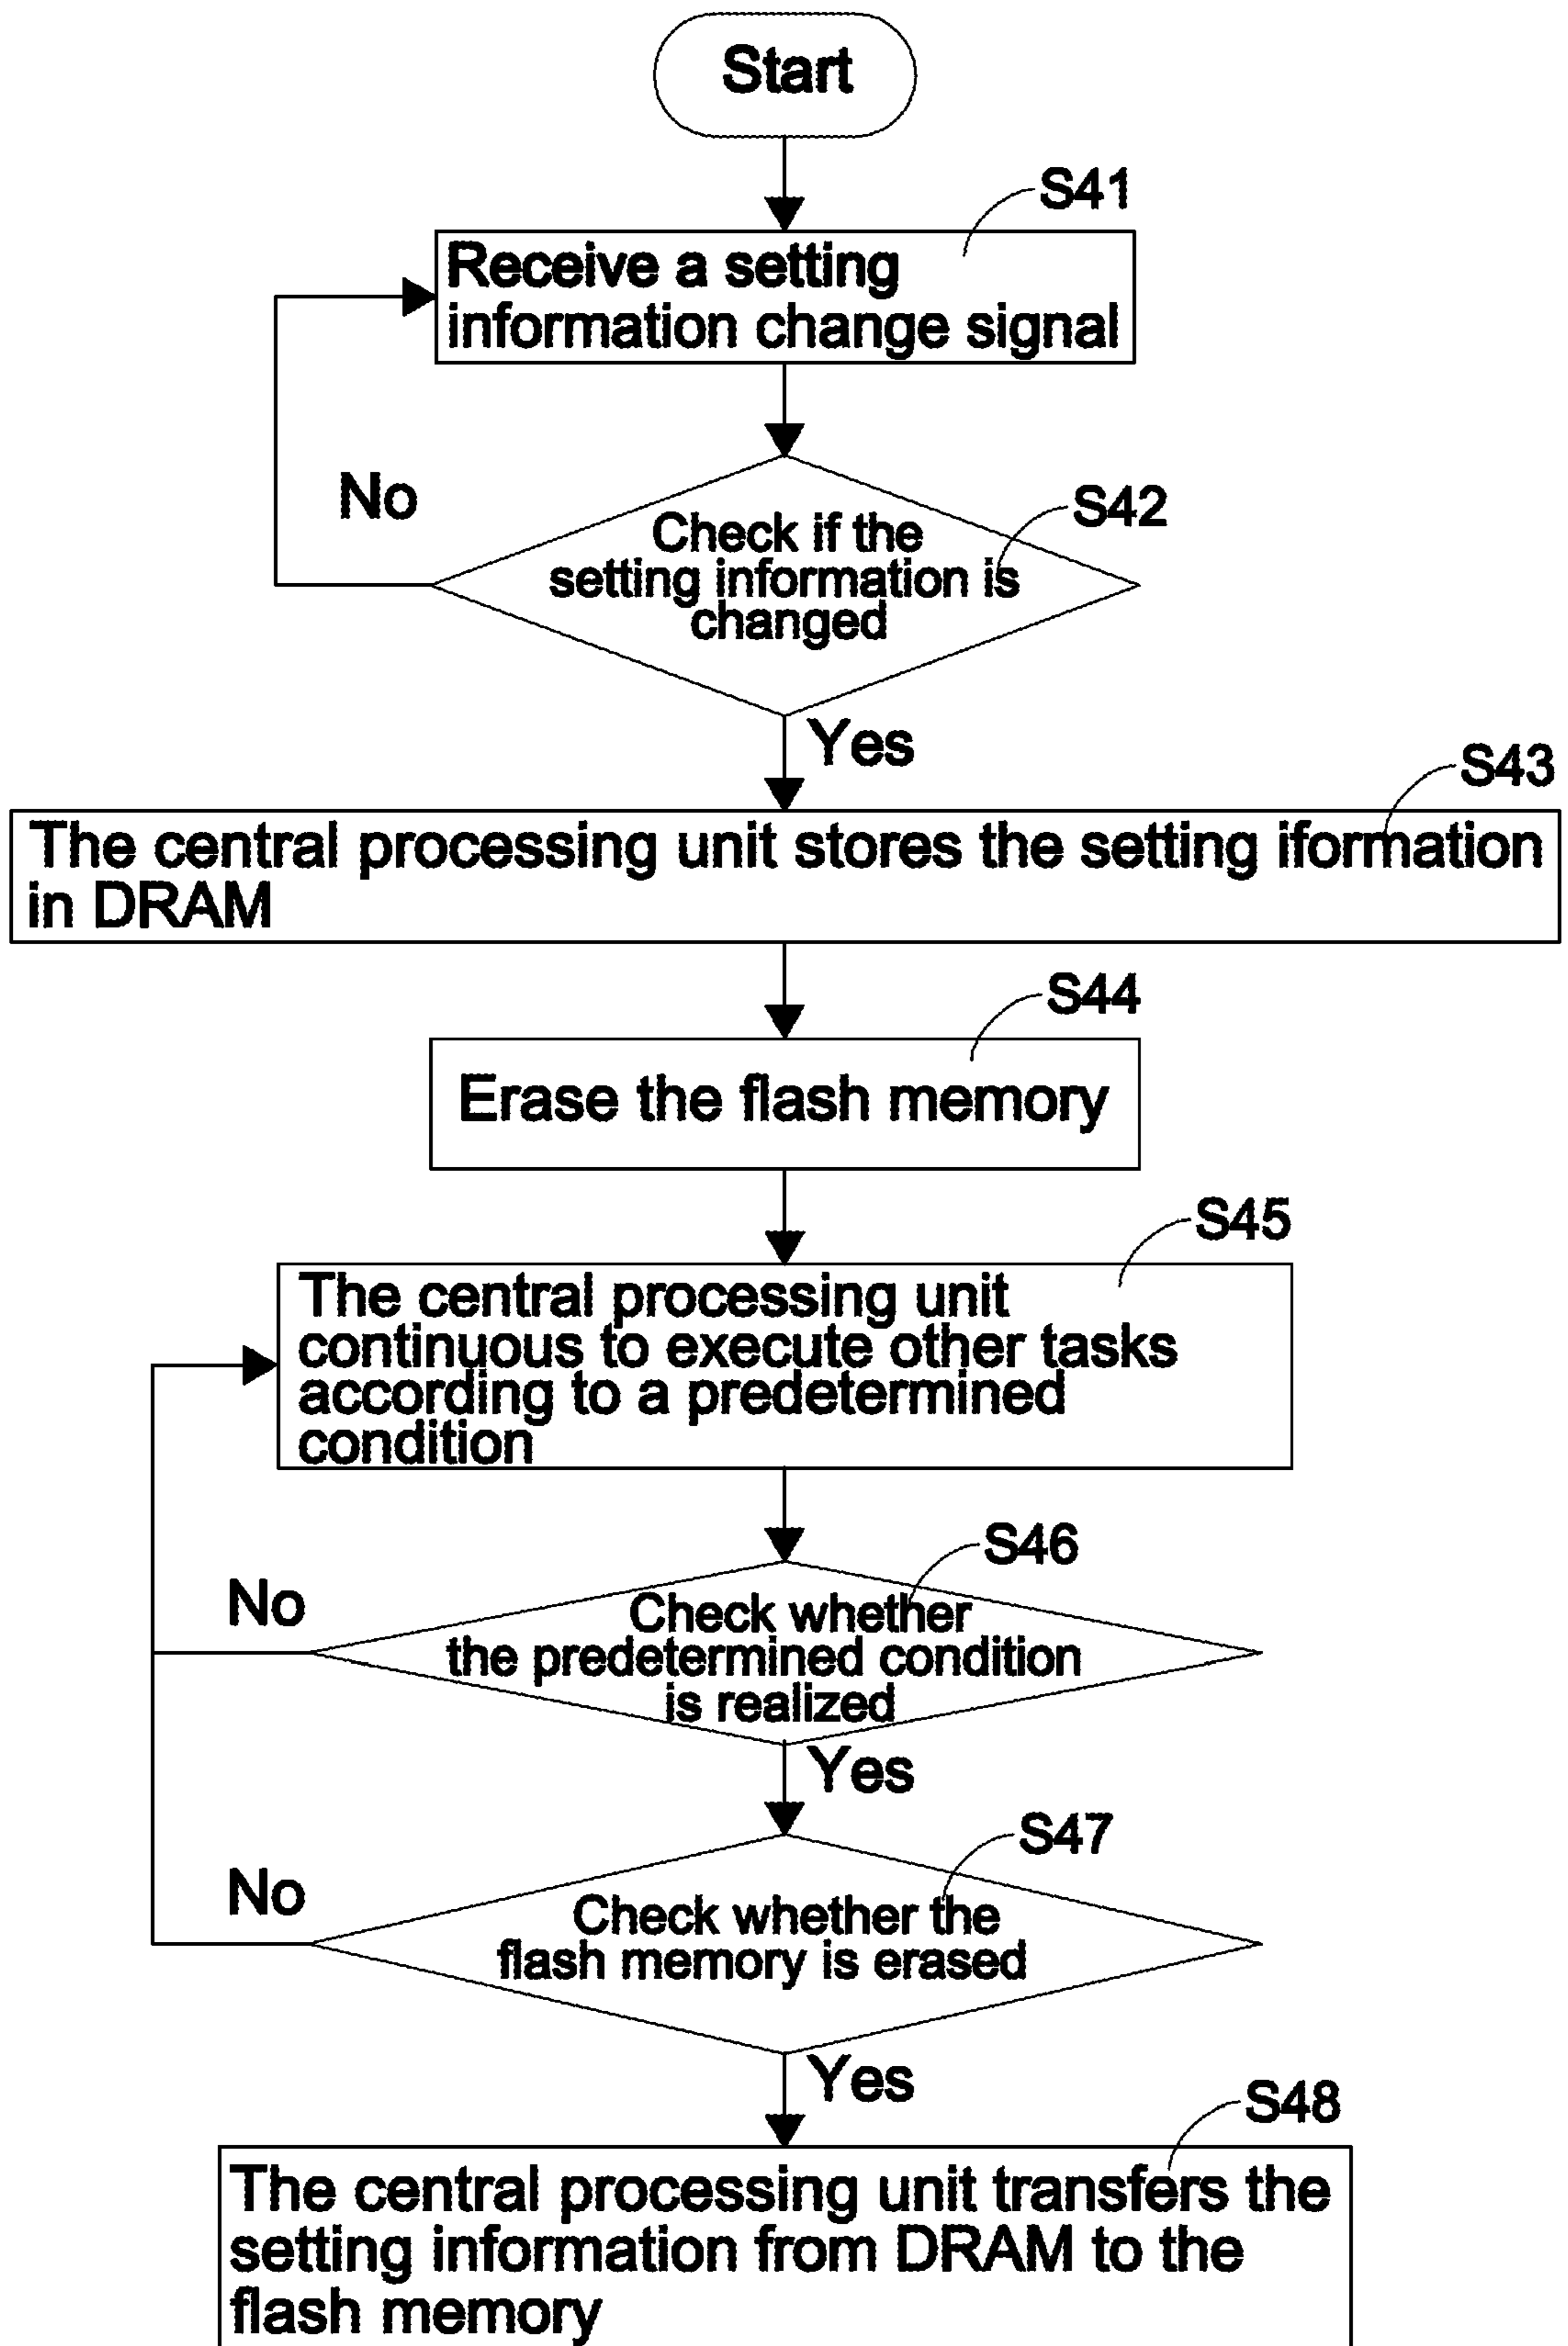 Start
S41
Receive a setting
information change signal
No
S42
Check if the
setting information is
changed
Yes
S43
The central processing unit stores the setting iformation
in DRAM
S44
Erase the flash memory
S45
The central processing unit
continuous to execute other tasks
according to a predetermined
condition
S46
No
Check whether
the predetermined condition
is realized
Yes
S47
No
Check whether the
flash memory is erased
Yes
S48
The central processing unit transfers the
setting information from DRAM to the
flash memory